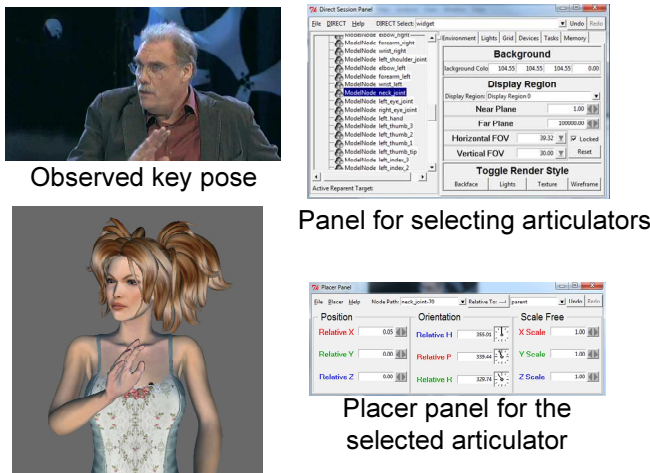 Observed key pose
Direct Session Panel
File DIRECT Help DIRECT Select: widget Undo Redo
ModelNode elbow_right
ModelNode forearm_right
ModelNode wrist_right
ModelNode left_shoulder_joint
ModelNode elbow_left
ModelNode forearm_left
ModelNode wrist_left
ModelNode neck_joint
ModelNode left_eye_joint
ModelNode right_eye_joint
ModelNode left_hand
ModelNode left_thumb_3
ModelNode left_thumb_2
ModelNode left_thumb_1
ModelNode left_thumb_tip
ModelNode left_index_3
ModelNode left_index_2
Active Reparent Target:
Environment Lights Grid Devices Tasks Memory
Background
Background Colo 104.55 104.55 104.55 0.00
Display Region
Display Region: Display Region 0
Near Plane 1.00
Far Plane 100000.00
Horizontal FOV 39.32 Locked
Vertical FOV 30.00 Reset
Toggle Render Style
Backface Lights Texture Wireframe
Panel for selecting articulators
Placer Panel
File Placer Help Node Path: neck_joint-70 Relative To: parent Undo Redo
Position Orientation Scale Free
Relative X 0.05 Relative H 355.01 X Scale 1.00
Relative Y 0.00 Relative P 339.44 Y Scale 1.00
Relative Z 0.00 Relative R 329.74 Z Scale 1.00
Placer panel for the
selected articulator